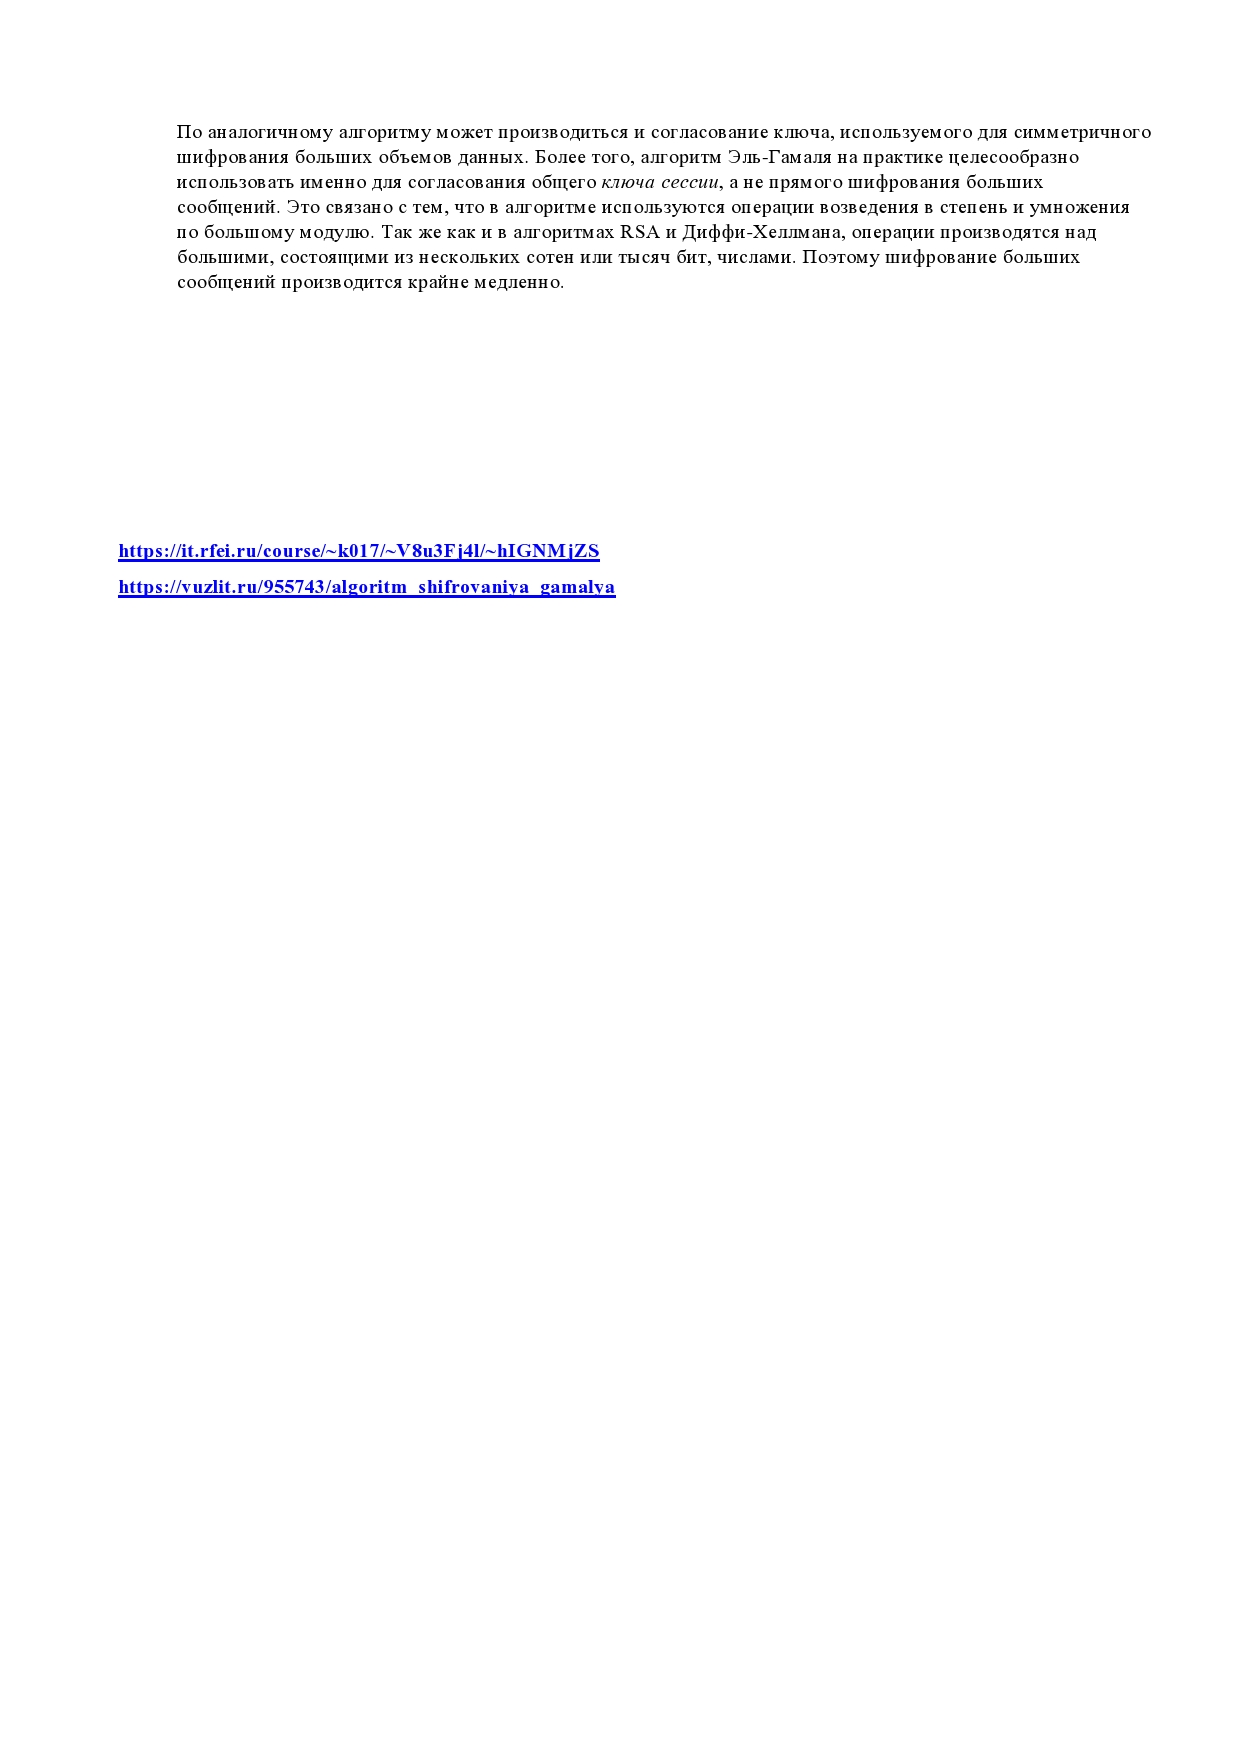 По аналогичному алгоритму может производиться и согласование ключа, используемого для симметричного
шифрования больших объемов данных. Более того, алгоритм Эль-Гамаля на практике целесообразно
использовать именно для согласования общего ключа сессии, а не прямого шифрования больших
сообщений. Это связано с тем, что в алгоритме используются операции возведения в степень и умножения
по большому модулю. Так же как и в алгоритмах RSA и Диффи-Хеллмана, операции производятся над
большими, состоящими из нескольких сотен или тысяч бит, числами. Поэтому шифрование больших
сообщений производится крайне медленно.
https://it.rfei.ru/course/~k017/~V8u3Fj4l/~hIGNMjZS
https://vuzlit.ru/955743/algoritm_shifrovaniya_gamalya